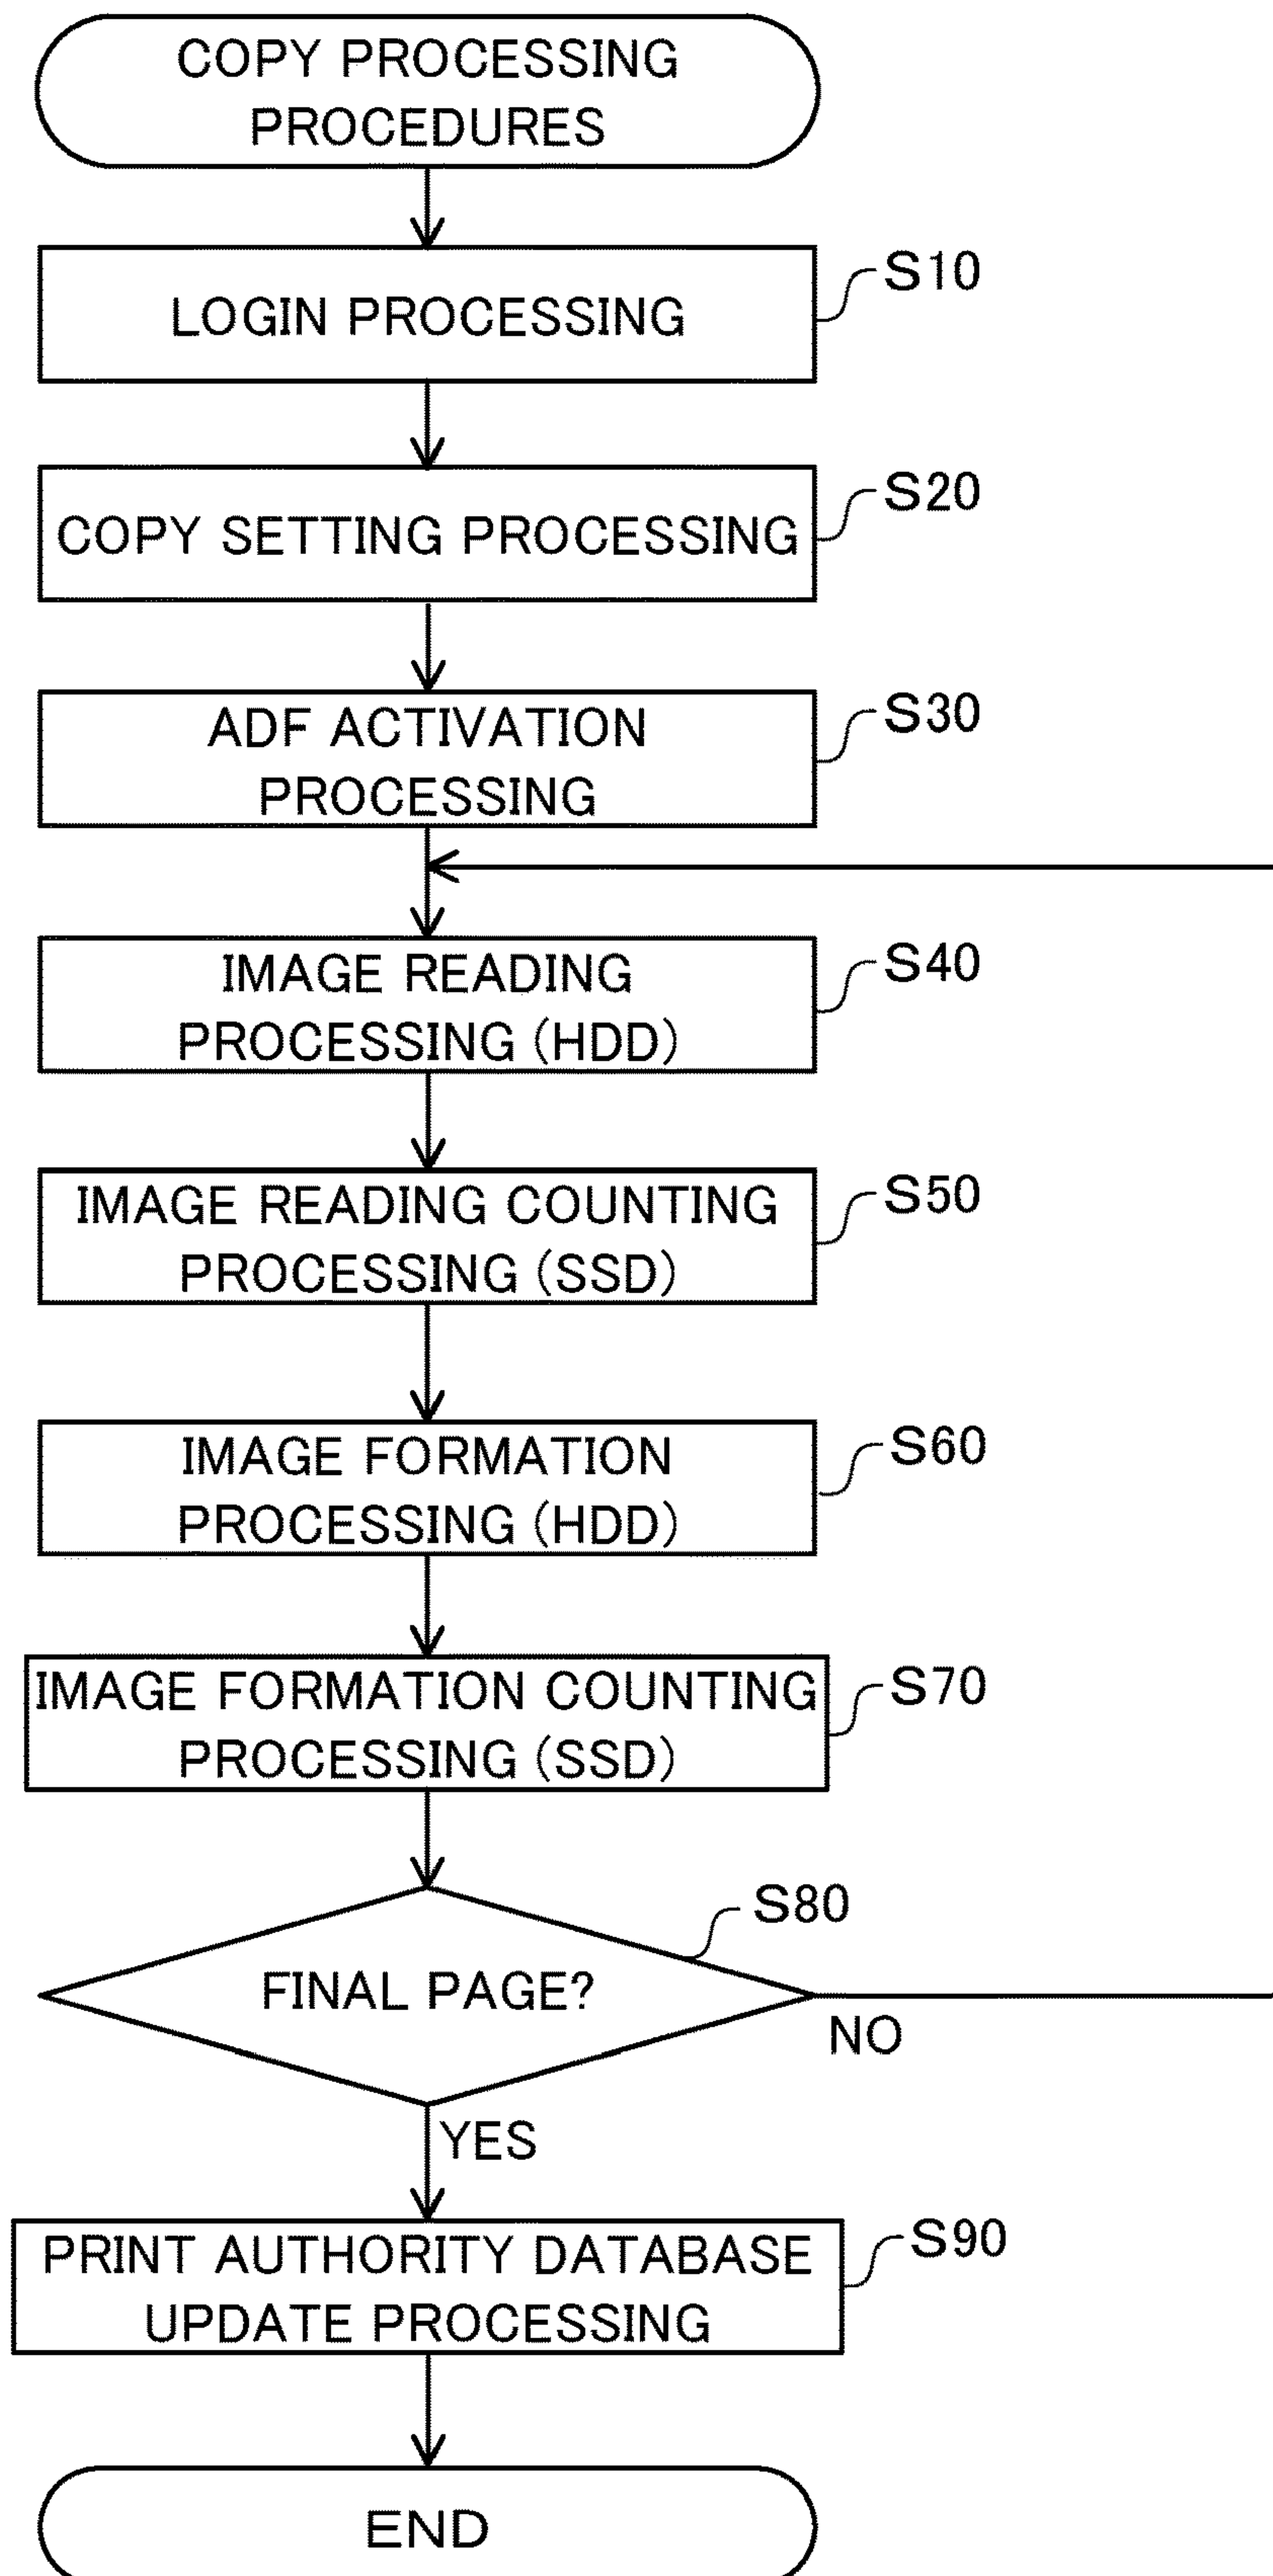 COPY PROCESSING
PROCEDURES
LOGIN PROCESSING
S10
COPY SETTING PROCESSING
S20
ADF ACTIVATION
PROCESSING
S30
IMAGE READING
PROCESSING (HDD)
S40
IMAGE READING COUNTING
PROCESSING (SSD)
S50
IMAGE FORMATION
PROCESSING (HDD)
S60
IMAGE FORMATION COUNTING
PROCESSING (SSD)
S70
FINAL PAGE?
S80
NO
YES
PRINT AUTHORITY DATABASE
UPDATE PROCESSING
S90
END